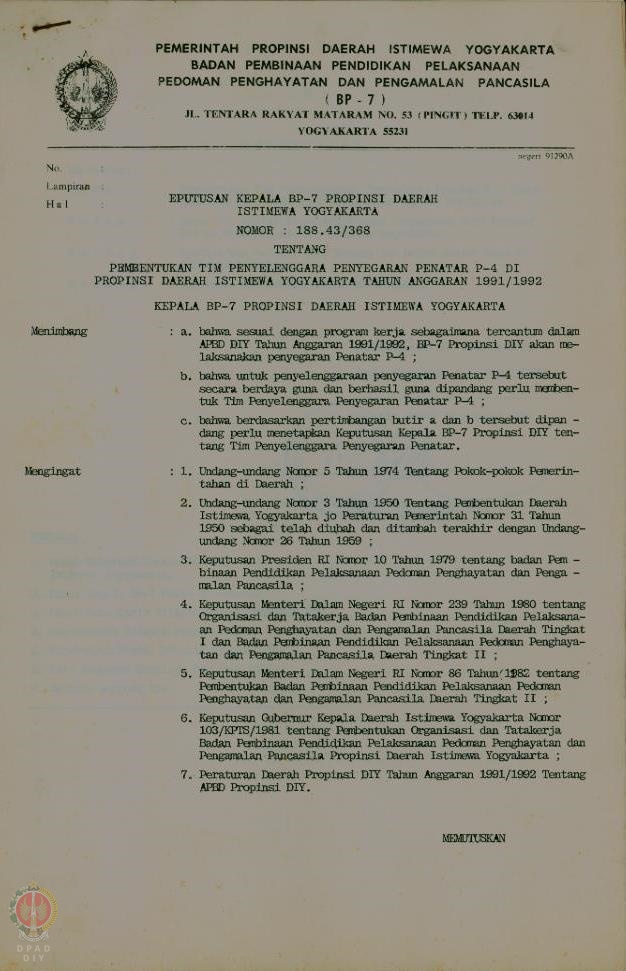 PEMERINTAH PROPINSI DAERAH ISTIMEWA YOGYAKARTA
BADAN PEMBINAAN PENDIDIKAN PELAKSANAAN
PEDOMAN PENGHAYATAN DAN PENGAMALAN PANCASILA
( BP - 7 )
JL. TENTARA RAKYAT MATARAM NO. 53 (PINGIT) TELP. 63014
YOGYAKARTA 55231
negeri 91290A
No. :
Lampiran :
Hal :
EPUTUSAN KEPALA BP-7 PROPINSI DAERAH
ISTIMEWA YOGYAKARTA
NOMOR : 188.43/368
TENTANG
PEMBENTUKAN TIM PENYELENGGARA PENYEGARAN PENATAR P-4 DI
PROPINSI DAERAH ISTIMEWA YOGYAKARTA TAHUN ANGGARAN 1991/1992
KEPALA BP-7 PROPINSI DAERAH ISTIMEWA YOGYAKARTA
Menimbang : a. bahwa sesuai dengan program kerja sebagaimana tercantum dalam
APBD DIY Tahun Anggaran 1991/1992, BP-7 Propinsi DIY akan me-
laksanakan penyegaran Penatar P-4 ;
b. bahwa untuk penyelenggaraan penyegaran Penatar P-4 tersebut
secara berdaya guna dan berhasil guna dipandang perlu memben-
tuk Tim Penyelenggara Penyegaran Penatar P-4 ;
c. bahwa berdasarkan pertimbangan butir a dan b tersebut dipan -
dang perlu menetapkan Keputusan Kepala BP-7 Propinsi DIY ten-
tang Tim Penyelenggara Penyegaran Penatar.
Mengingat : 1. Undang-undang Nomor 5 Tahun 1974 Tentang Pokok-pokok Pemerin-
tahan di Daerah ;
2. Undang-undang Nomor 3 Tahun 1950 Tentang Pembentukan Daerah
Istimewa Yogyakarta jo Peraturan Pemerintah Nomor 31 Tahun
1950 sebagai telah diubah dan ditambah terakhir dengan Undang-
undang Nomor 26 Tahun 1959 ;
3. Keputusan Presiden RI Nomor 10 Tahun 1979 tentang badan Pem -
binaan Pendidikan Pelaksanaan Pedoman Penghayatan dan Penga -
malan Pancasila ;
4. Keputusan Menteri Dalam Negeri RI Nomor 239 Tahun 1980 tentang
Organisasi dan Tatakerja Badan Pembinaan Pendidikan Pelaksana-
an Pedoman Penghayatan dan Pengamalan Pancasila Daerah Tingkat
I dan Badan Pembinaan Pendidikan Pelaksanaan Pedoman Penghaya-
tan dan Pengamalan Pancasila Daerah Tingkat II ;
5. Keputusan Menteri Dalam Negeri RI Nomor 86 Tahun 1982 tentang
Pembentukan Badan Pembinaan Pendidikan Pelaksanaan Pedoman
Penghayatan dan Pengamalan Pancasila Daerah Tingkat II ;
6. Keputusan Gubernur Kepala Daerah Istimewa Yogyakarta Nomor
103/KPTS/1981 tentang Pembentukan Organisasi dan Tatakerja
Badan Pembinaan Pendidikan Pelaksanaan Pedoman Penghayatan dan
Pengamalan Pancasila Propinsi Daerah Istimewa Yogyakarta ;
7. Peraturan Daerah Propinsi DIY Tahun Anggaran 1991/1992 Tentang
APBD Propinsi DIY.
MEMUTUSKAN
DPAD
DIY